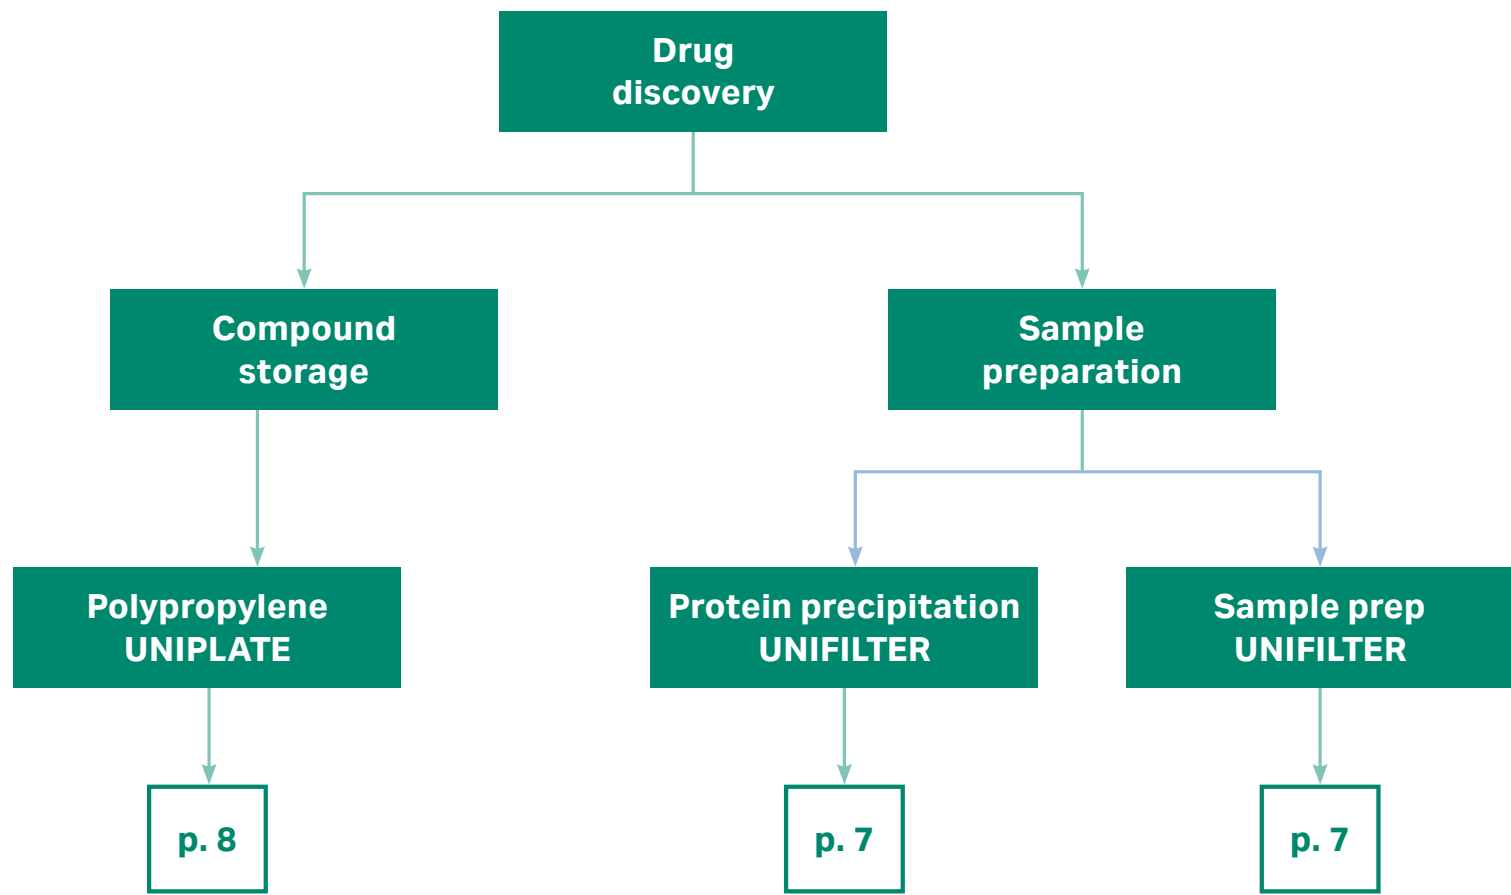 Drug
discovery
Compound
storage
Sample
preparation
Polypropylene
UNIPLATE
Protein precipitation
UNIFILTER
Sample prep
UNIFILTER
p. 8
p. 7
p. 7